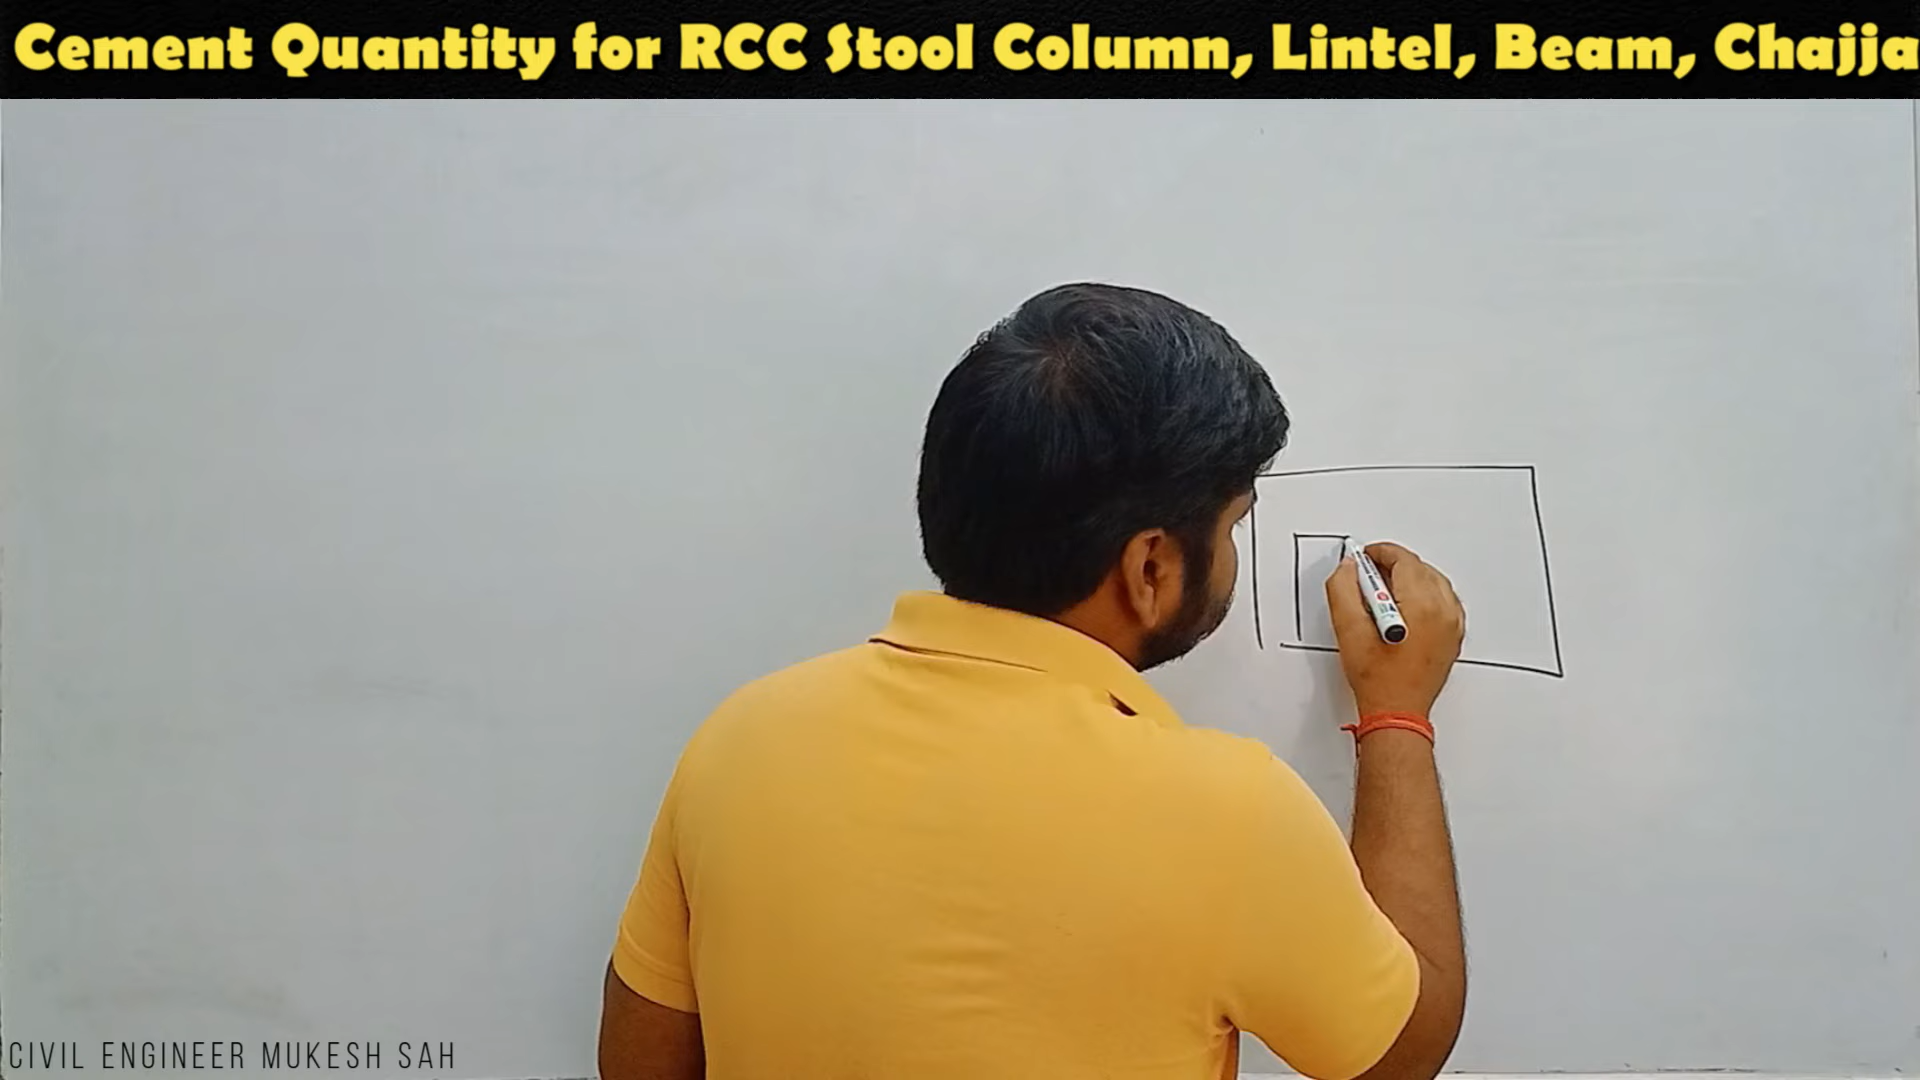 Cement Quantity for RCC Stool Column, Lintel, Beam, Chajja
CIVIL ENGINEER MUKESH SAH